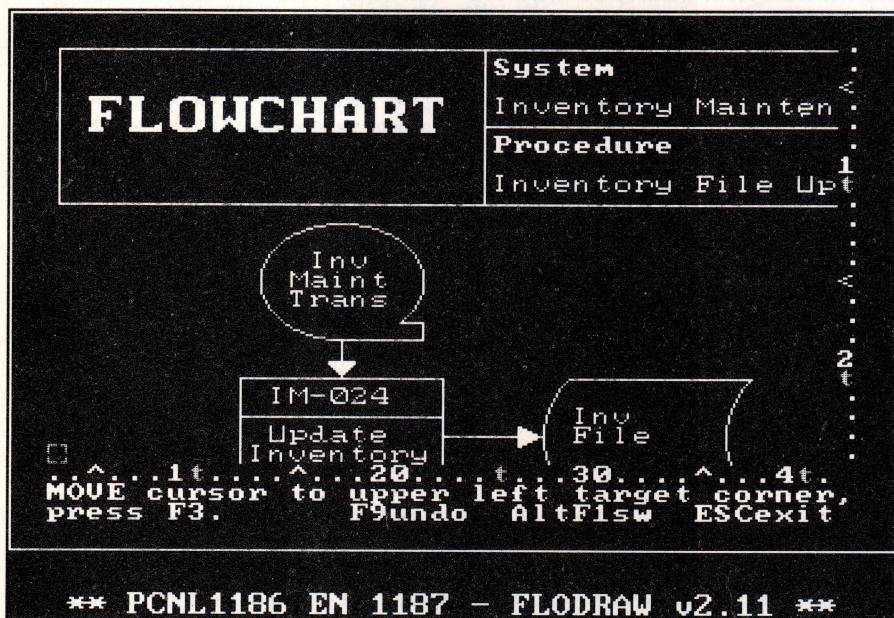 FLOWCHART
System
Inventory Mainten
Procedure
Inventory File Upt
<
1
<
2
t
Inv
Maint
Trans
IM-024
Update
Inventory
Inv
File
..^...1t....^...20....t...30....^...4t.
MOVE cursor to upper left target corner,
press F3. F9undo AltF1sw ESCexit
** PCNL1186 EN 1187 - FLODRAW v2.11 **